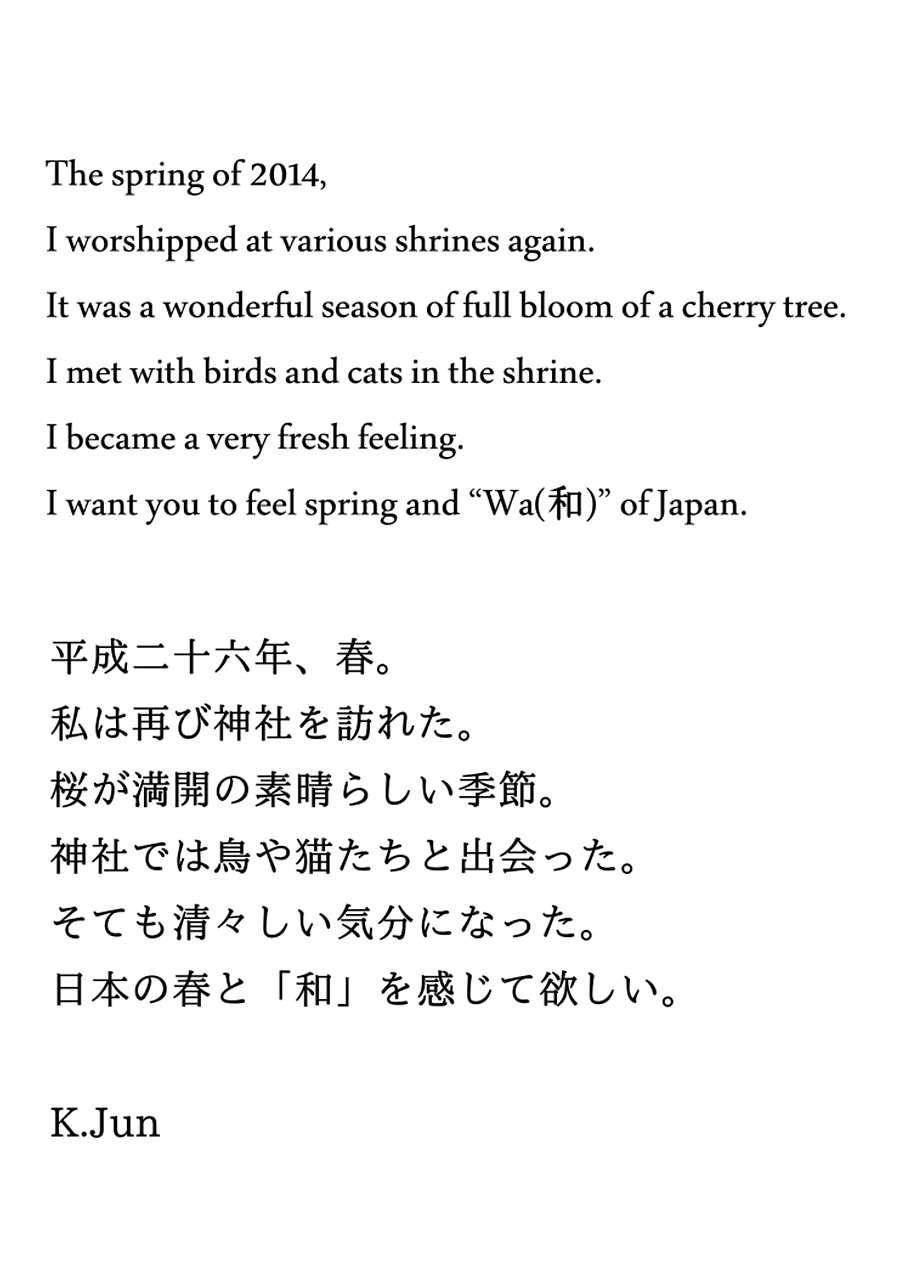 The spring of 2014,
I worshipped at various shrines again.
It was a wonderful season of full bloom of a cherry tree.
I met with birds and cats in the shrine.
I became a very fresh feeling.
I want you to feel spring and “Wa(和)” of Japan.
平成二十六年、春。
私は再び神社を訪れた。
桜が満開の素晴らしい季節。
神社では鳥や猫たちと出会った。
そても清々しい気分になった。
日本の春と「和」を感じて欲しい。
K.Jun